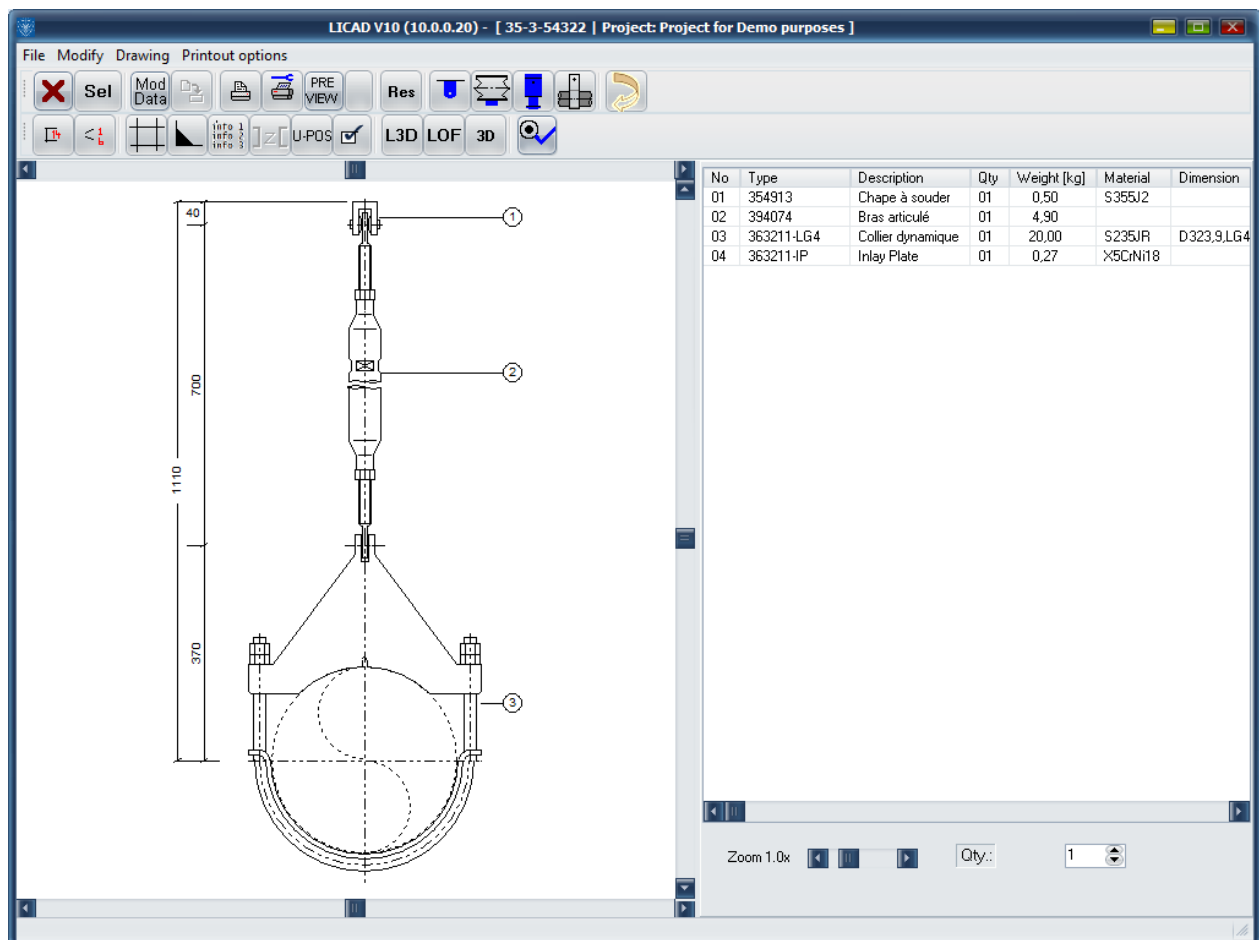 LICAD V10 (10.0.0.20) - [ 35-3-54322 | Project: Project for Demo purposes ]
File Modify Drawing Printout options
Sel Mod Data PRE VIEW Res
info 1
info 2
info 3
]z[ U-POS L3D LOF 3D
No Type Description Qty Weight [kg] Material Dimension
01 354913 Chape à souder 01 0,50 S355J2
02 394074 Bras articulé 01 4,90
03 363211-LG4 Collier dynamique 01 20,00 S235JR D323,9,LG4
04 363211-IP Inlay Plate 01 0,27 X5CrNi18
40
1
700
2
1110
370
3
Zoom 1.0x Qty.: 1